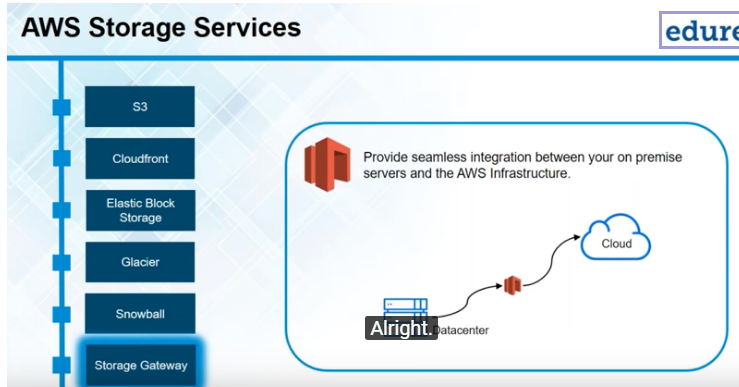 AWS Storage Services
S3
Cloudfront
Elastic Block
Storage
Glacier
Snowball
Storage Gateway
Provide seamless integration between your on premise
servers and the AWS Infrastructure.
Cloud
Datacenter
Alright.